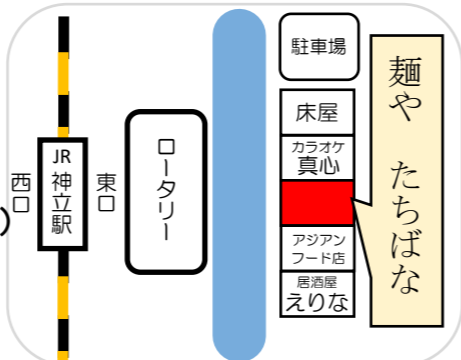 駐車場
床屋
カラオケ
真心
アジアン
フード店
居酒屋
えりな
麺や たちばな
ロータリー
東口
JR
神立駅
西口